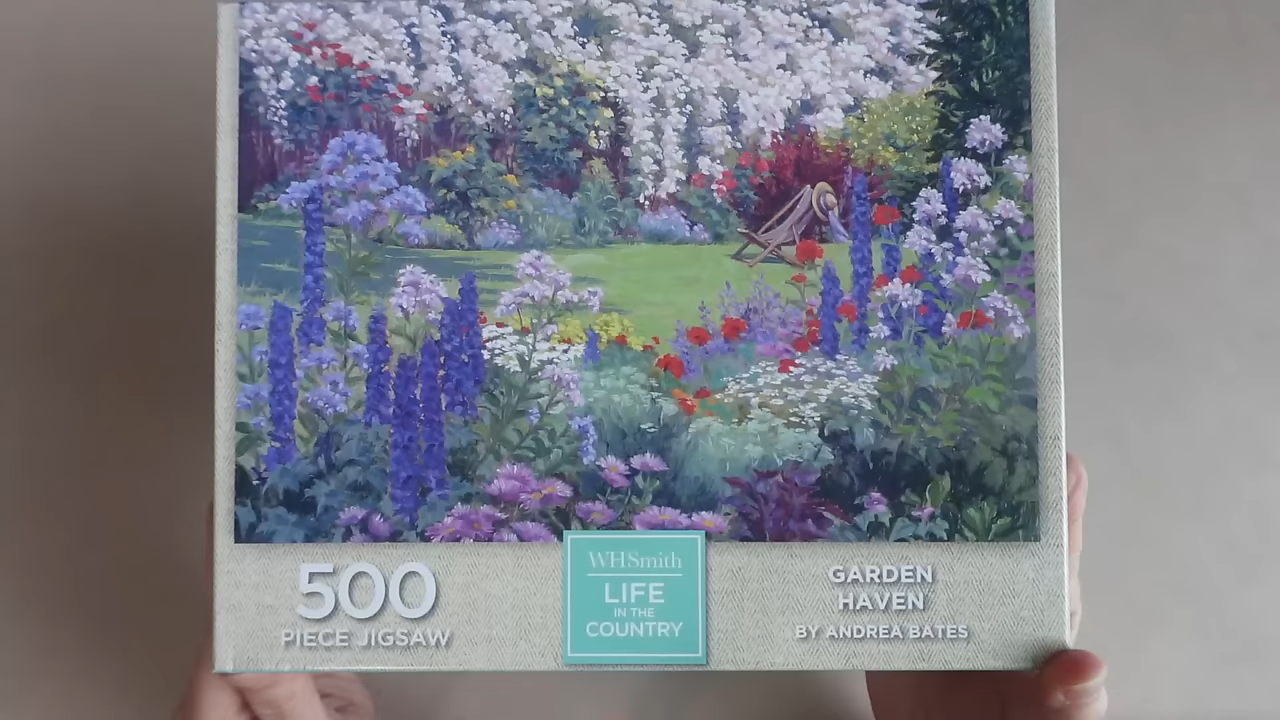 500
PIECE JIGSAW
WHSmith
LIFE
IN THE
COUNTRY
GARDEN
HAVEN
BY ANDREA BATES